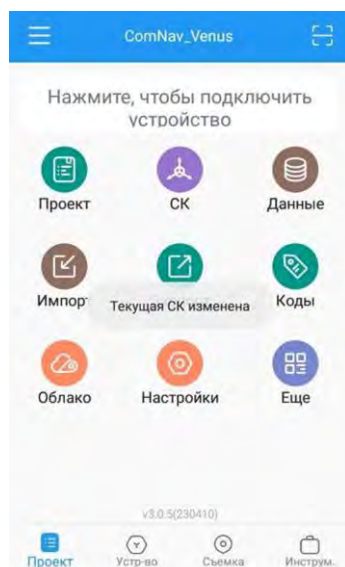 ComNav_Venus
Нажмите, чтобы подключить
устройство
Проект
СК
Данные
Импор
Текущая СК изменена
Коды
Облако
Настройки
Еще
v3.0.5(230410)
Проект
Устр-во
Съемка
Инструм.